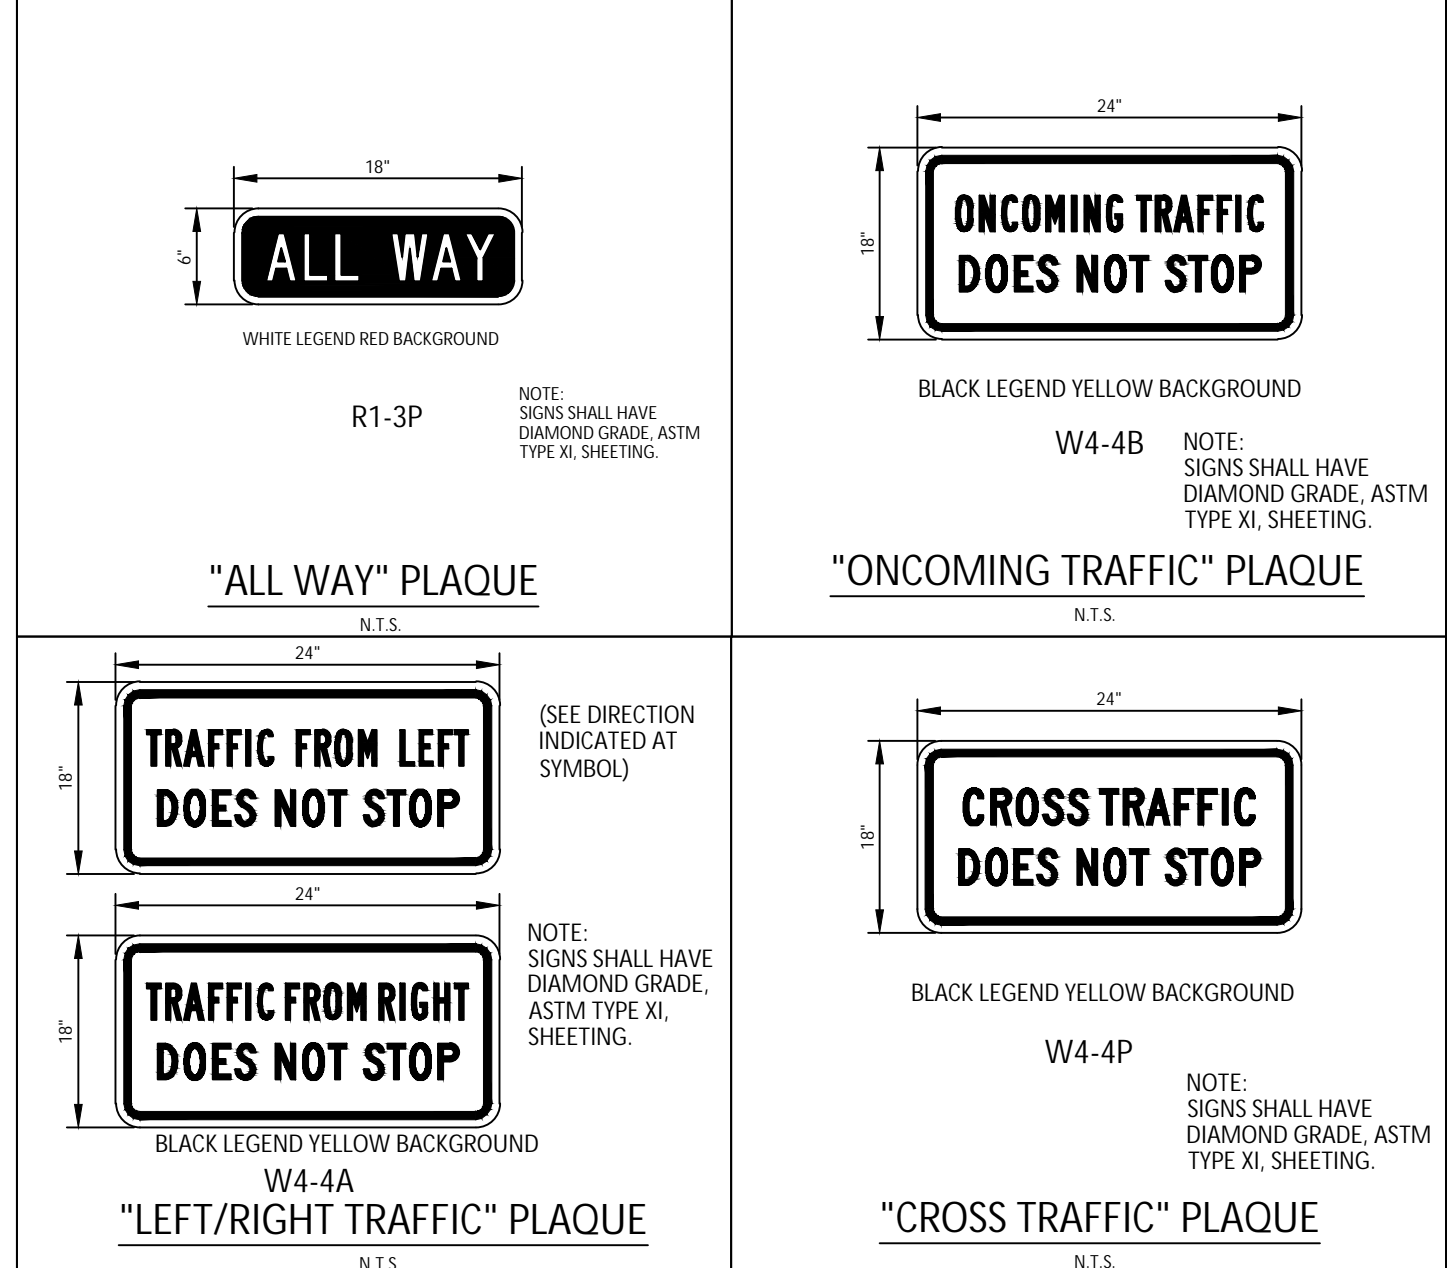 18"
6"
ALL WAY
WHITE LEGEND RED BACKGROUND
R1-3P
NOTE:
SIGNS SHALL HAVE
DIAMOND GRADE, ASTM
TYPE XI, SHEETING.
"ALL WAY" PLAQUE
N.T.S.
24"
18"
ONCOMING TRAFFIC
DOES NOT STOP
BLACK LEGEND YELLOW BACKGROUND
W4-4B
NOTE:
SIGNS SHALL HAVE
DIAMOND GRADE, ASTM
TYPE XI, SHEETING.
"ONCOMING TRAFFIC" PLAQUE
N.T.S.
24"
18"
TRAFFIC FROM LEFT
DOES NOT STOP
(SEE DIRECTION
INDICATED AT
SYMBOL)
24"
18"
TRAFFIC FROM RIGHT
DOES NOT STOP
NOTE:
SIGNS SHALL HAVE
DIAMOND GRADE,
ASTM TYPE XI,
SHEETING.
BLACK LEGEND YELLOW BACKGROUND
W4-4A
"LEFT/RIGHT TRAFFIC" PLAQUE
N.T.S.
24"
18"
CROSS TRAFFIC
DOES NOT STOP
BLACK LEGEND YELLOW BACKGROUND
W4-4P
NOTE:
SIGNS SHALL HAVE
DIAMOND GRADE, ASTM
TYPE XI, SHEETING.
"CROSS TRAFFIC" PLAQUE
N.T.S.